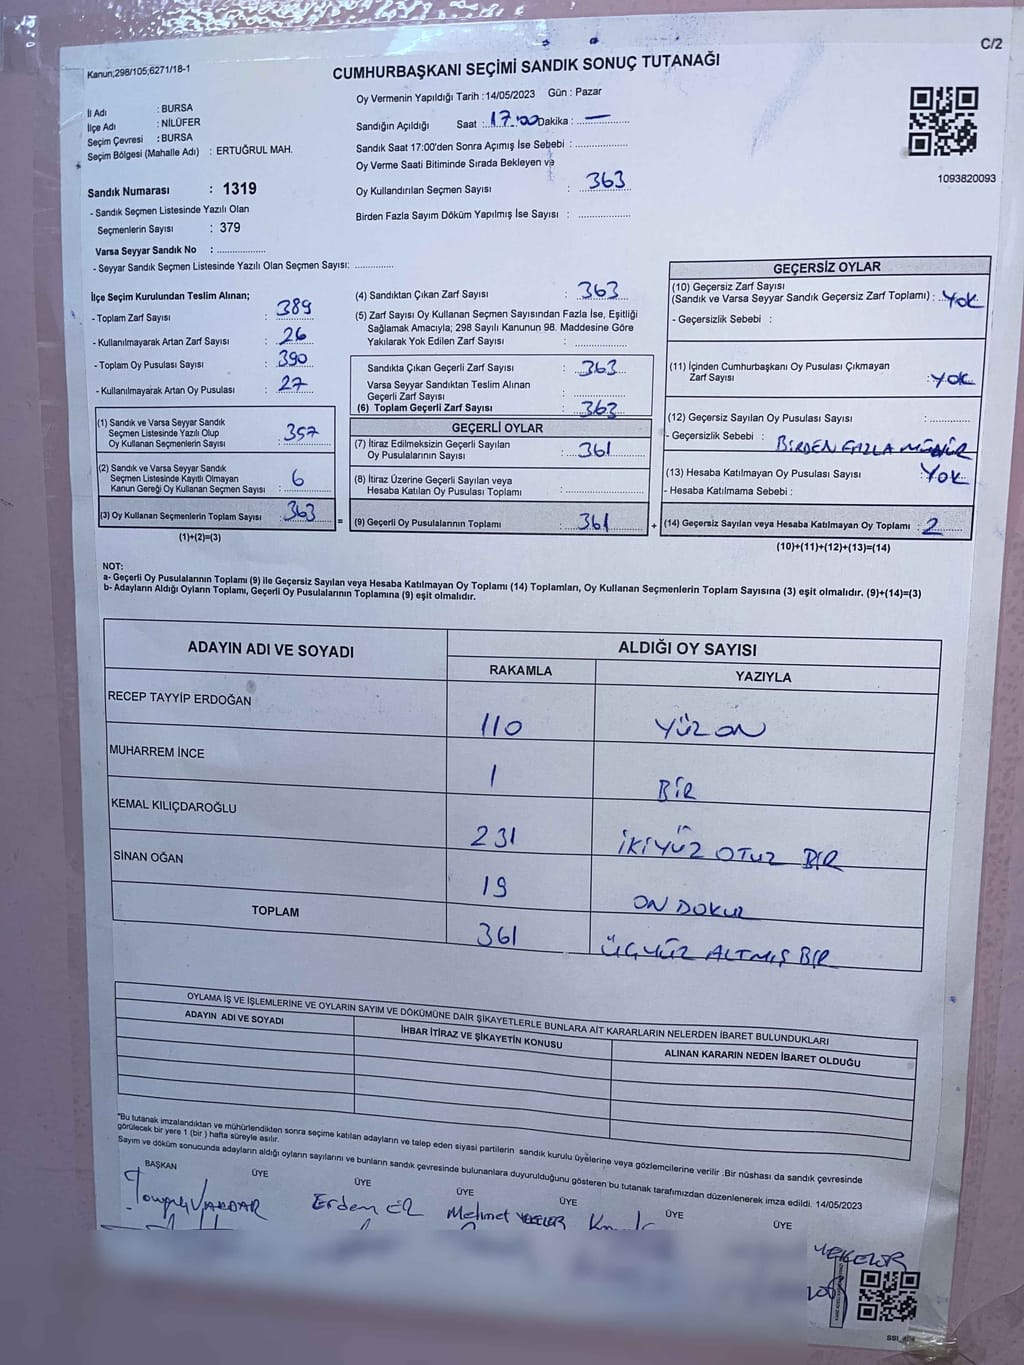 C/2
Kanun;298/105;6271/18-1
CUMHURBAŞKANI SEÇİMİ SANDIK SONUÇ TUTANAĞI
İl Adı : BURSA
İlçe Adı : NİLÜFER
Seçim Çevresi : BURSA
Seçim Bölgesi (Mahalle Adı) : ERTUĞRUL MAH.
Sandık Numarası : 1319
- Sandık Seçmen Listesinde Yazılı Olan
Seçmenlerin Sayısı : 379
Varsa Seyyar Sandık No : ..................
- Seyyar Sandık Seçmen Listesinde Yazılı Olan Seçmen Sayısı: .............
Oy Vermenin Yapıldığı Tarih :14/05/2023 Gün : Pazar
Sandığın Açıldığı Saat : 17:00 Dakika : —
Sandık Saat 17:00'den Sonra Açımış İse Sebebi : ................
Oy Verme Saati Bitiminde Sırada Bekleyen ve
Oy Kullandırılan Seçmen Sayısı : 363
Birden Fazla Sayım Döküm Yapılmış İse Sayısı : ................
1093820093
İlçe Seçim Kurulundan Teslim Alınan;
- Toplam Zarf Sayısı : 389
- Kullanılmayarak Artan Zarf Sayısı : 26
- Toplam Oy Pusulası Sayısı : 390
- Kullanılmayarak Artan Oy Pusulası : 27
(1) Sandık ve Varsa Seyyar Sandık
Seçmen Listesinde Yazılı Olup
Oy Kullanan Seçmenlerin Sayısı : 357
(2) Sandık ve Varsa Seyyar Sandık
Seçmen Listesinde Kayıtlı Olmayan
Kanun Gereği Oy Kullanan Seçmen Sayısı : 6
(3) Oy Kullanan Seçmenlerin Toplam Sayısı : 363
(1)+(2)=(3)
(4) Sandıktan Çıkan Zarf Sayısı : 363
(5) Zarf Sayısı Oy Kullanan Seçmen Sayısından Fazla İse, Eşitliği
Sağlamak Amacıyla; 298 Sayılı Kanunun 98. Maddesine Göre
Yakılarak Yok Edilen Zarf Sayısı : ..............
Sandıkta Çıkan Geçerli Zarf Sayısı : 363
Varsa Seyyar Sandıktan Teslim Alınan
Geçerli Zarf Sayısı : ..............
(6) Toplam Geçerli Zarf Sayısı : 363
GEÇERLİ OYLAR
(7) İtiraz Edilmeksizin Geçerli Sayılan
Oy Pusulalarının Sayısı : 361
(8) İtiraz Üzerine Geçerli Sayılan veya
Hesaba Katılan Oy Pusulası Toplamı : ..............
= (9) Geçerli Oy Pusulalarının Toplamı : 361 +
GEÇERSİZ OYLAR
(10) Geçersiz Zarf Sayısı
(Sandık ve Varsa Seyyar Sandık Geçersiz Zarf Toplamı) : YOK
- Geçersizlik Sebebi :
(11) İçinden Cumhurbaşkanı Oy Pusulası Çıkmayan
Zarf Sayısı : YOK
(12) Geçersiz Sayılan Oy Pusulası Sayısı : ............
- Geçersizlik Sebebi : BİRDEN FAZLA MÜHÜR
(13) Hesaba Katılmayan Oy Pusulası Sayısı : YOK
- Hesaba Katılmama Sebebi :
(14) Geçersiz Sayılan veya Hesaba Katılmayan Oy Toplamı : 2
(10)+(11)+(12)+(13)=(14)
NOT:
a- Geçerli Oy Pusulalarının Toplamı (9) ile Geçersiz Sayılan veya Hesaba Katılmayan Oy Toplamı (14) Toplamları, Oy Kullanan Seçmenlerin Toplam Sayısına (3) eşit olmalıdır. (9)+(14)=(3)
b- Adayların Aldığı Oyların Toplamı, Geçerli Oy Pusulalarının Toplamına (9) eşit olmalıdır.
ADAYIN ADI VE SOYADI ALDIĞI OY SAYISI
RAKAMLA YAZIYLA
RECEP TAYYİP ERDOĞAN 110 YÜZ ON
MUHARREM İNCE 1 BİR
KEMAL KILIÇDAROĞLU 231 İKİYÜZ OTUZ BİR
SİNAN OĞAN 19 ON DOKUZ
TOPLAM 361 ÜÇYÜZ ALTMIŞ BİR
OYLAMA İŞ VE İŞLEMLERİNE VE OYLARIN SAYIM VE DÖKÜMÜNE DAİR ŞİKAYETLERLE BUNLARA AİT KARARLARIN NELERDEN İBARET BULUNDUKLARI
ADAYIN ADI VE SOYADI İHBAR İTİRAZ VE ŞİKAYETİN KONUSU ALINAN KARARIN NEDEN İBARET OLDUĞU
"Bu tutanak imzalandıktan ve mühürlendikten sonra seçime katılan adayların ve talep eden siyasi partilerin sandık kurulu üyelerine veya gözlemcilerine verilir .Bir nüshası da sandık çevresinde
görülecek bir yere 1 (bir ) hafta süreyle asılır.
Sayım ve döküm sonucunda adayların aldığı oyların sayılarını ve bunların sandık çevresinde bulunanlara duyurulduğunu gösteren bu tutanak tarafımızdan düzenlenerek imza edildi. 14/05/2023
BAŞKAN ÜYE ÜYE ÜYE ÜYE ÜYE ÜYE
VARDAR Erdem Mehmet